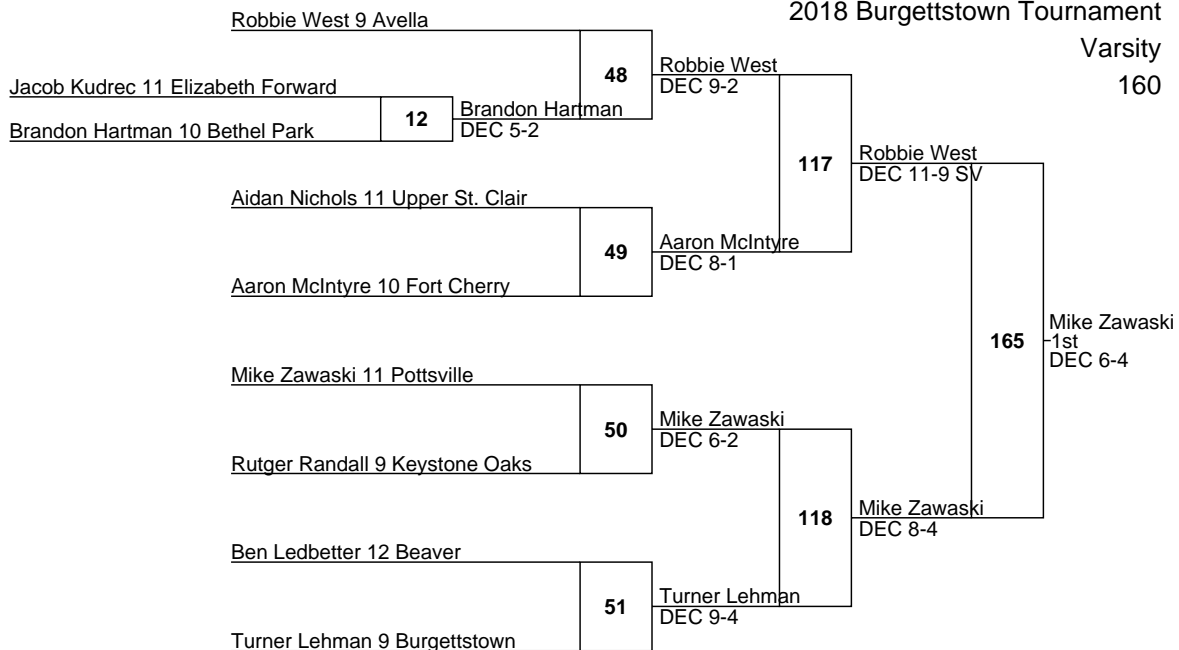 2018 Burgettstown Tournament
Varsity
160
Robbie West 9 Avella
48
Robbie West
DEC 9-2
Jacob Kudrec 11 Elizabeth Forward
12
Brandon Hartman
DEC 5-2
Brandon Hartman 10 Bethel Park
117
Robbie West
DEC 11-9 SV
Aidan Nichols 11 Upper St. Clair
49
Aaron McIntyre
DEC 8-1
Aaron McIntyre 10 Fort Cherry
165
Mike Zawaski
1st
DEC 6-4
Mike Zawaski 11 Pottsville
50
Mike Zawaski
DEC 6-2
Rutger Randall 9 Keystone Oaks
118
Mike Zawaski
DEC 8-4
Ben Ledbetter 12 Beaver
51
Turner Lehman
DEC 9-4
Turner Lehman 9 Burgettstown